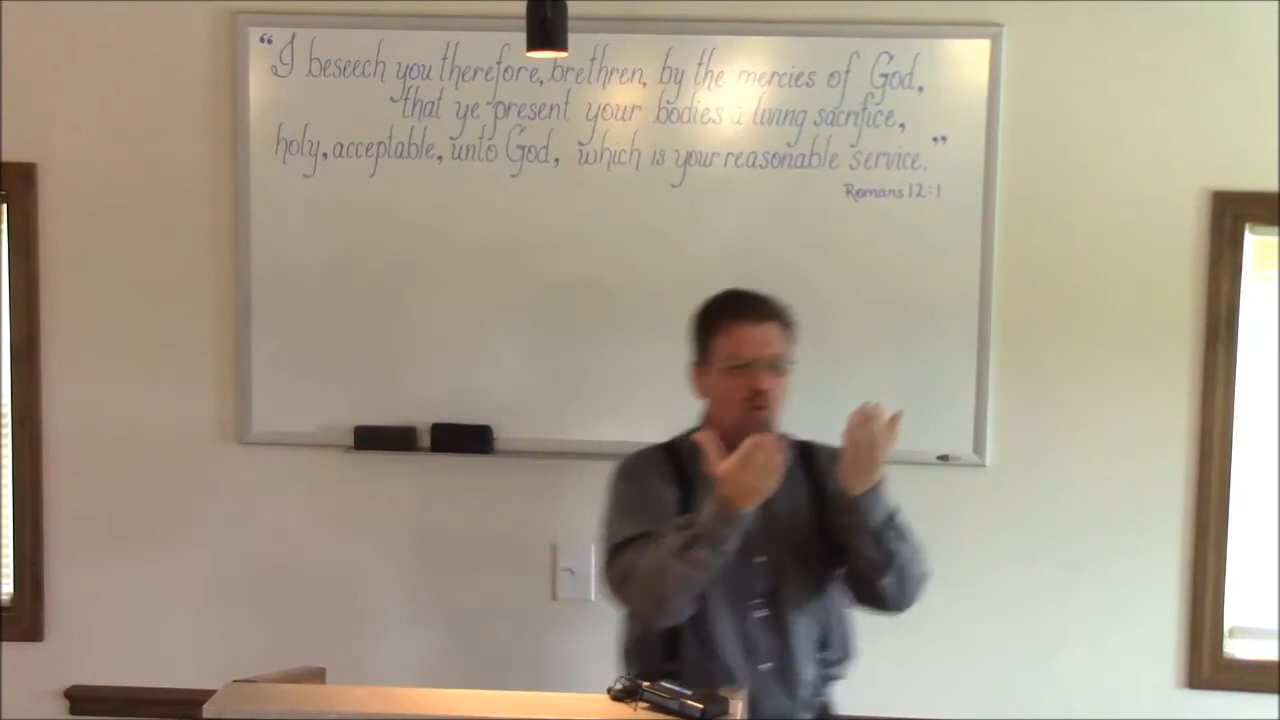 “I beseech you therefore, brethren, by the mercies of God,
that ye present your bodies a living sacrifice,
holy, acceptable, unto God, which is your reasonable service.”
Romans 12:1